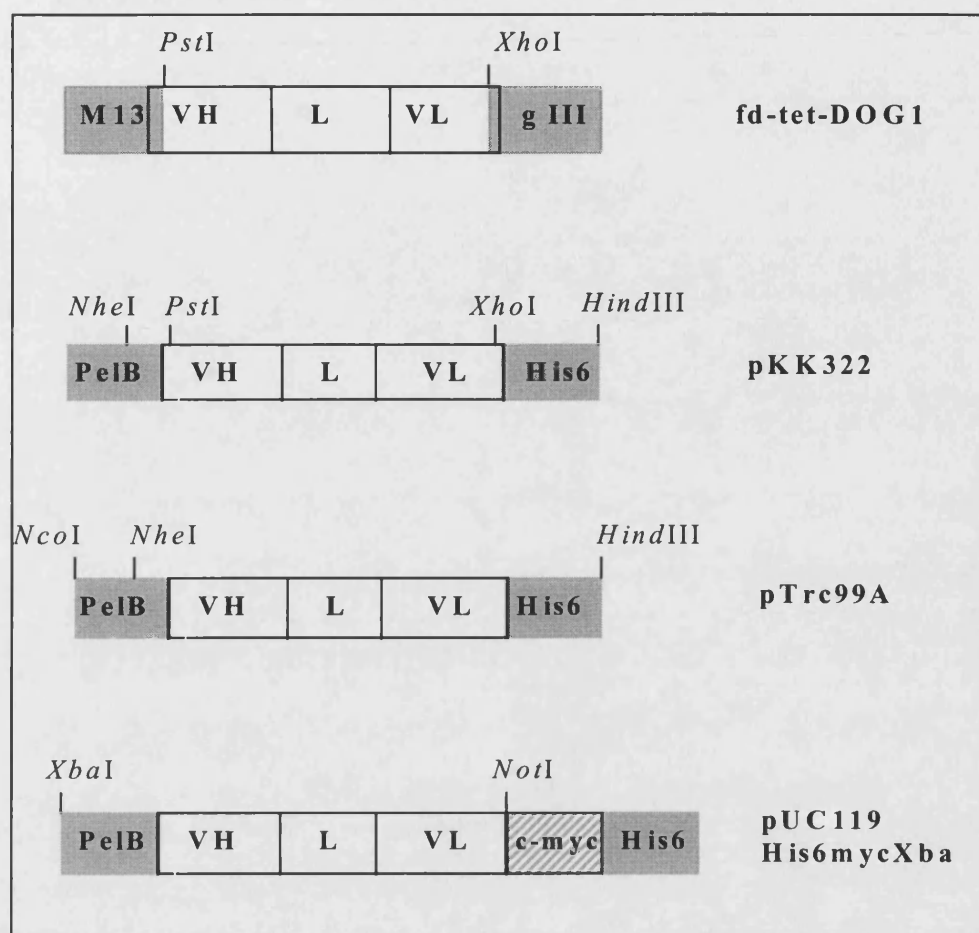 PstI XhoI
M13 VH L VL g III fd-tet-DOG1
NheI PstI XhoI HindIII
PelB VH L VL His6 pKK322
NcoI NheI HindIII
PelB VH L VL His6 pTrc99A
XbaI NotI
PelB VH L VL c-myc His6 pUC119
His6mycXba